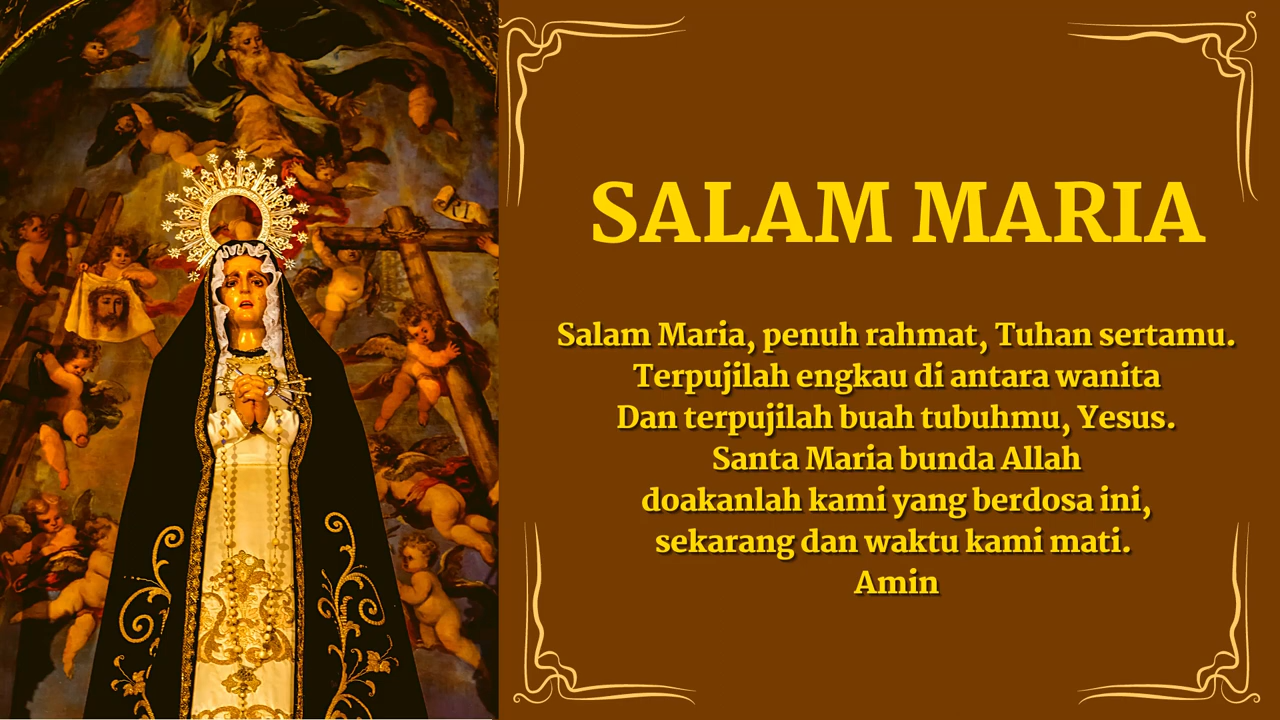 SALAM MARIA
Salam Maria, penuh rahmat, Tuhan sertamu.
Terpujilah engkau di antara wanita
Dan terpujilah buah tubuhmu, Yesus.
Santa Maria bunda Allah
doakanlah kami yang berdosa ini,
sekarang dan waktu kami mati.
Amin